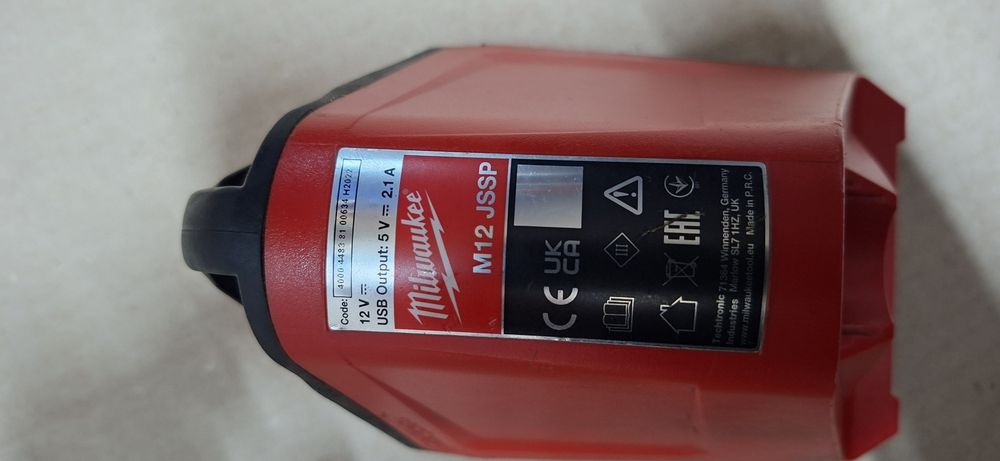 Code: 4000 4483 81 00634 H2022
12 V ⎓
USB Output: 5 V ⎓ 2.1 A
Milwaukee®
M12 JSSP
CE UK
CA
III
EAC
Techtronic 71364 Winnenden, Germany
Industries Marlow SL7 1HZ, UK
www.milwaukeetool.eu Made in P.R.C.